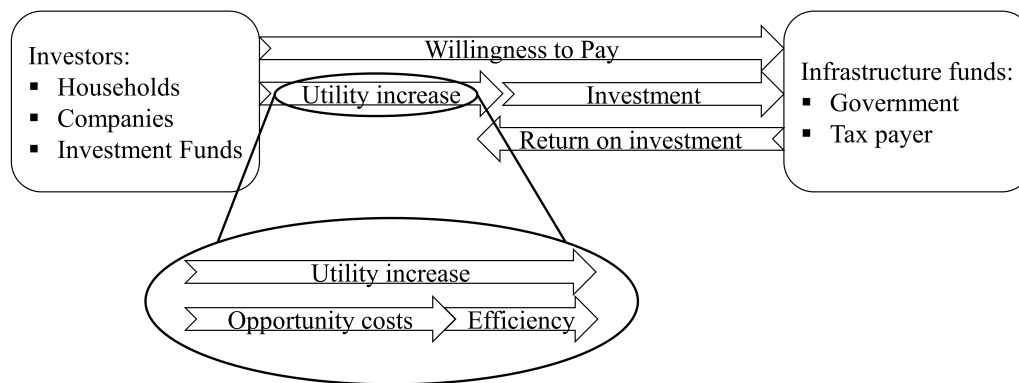 Investors:
▪ Households
▪ Companies
▪ Investment Funds
Willingness to Pay
Utility increase
Investment
Return on investment
Infrastructure funds:
▪ Government
▪ Tax payer
Utility increase
Opportunity costs
Efficiency